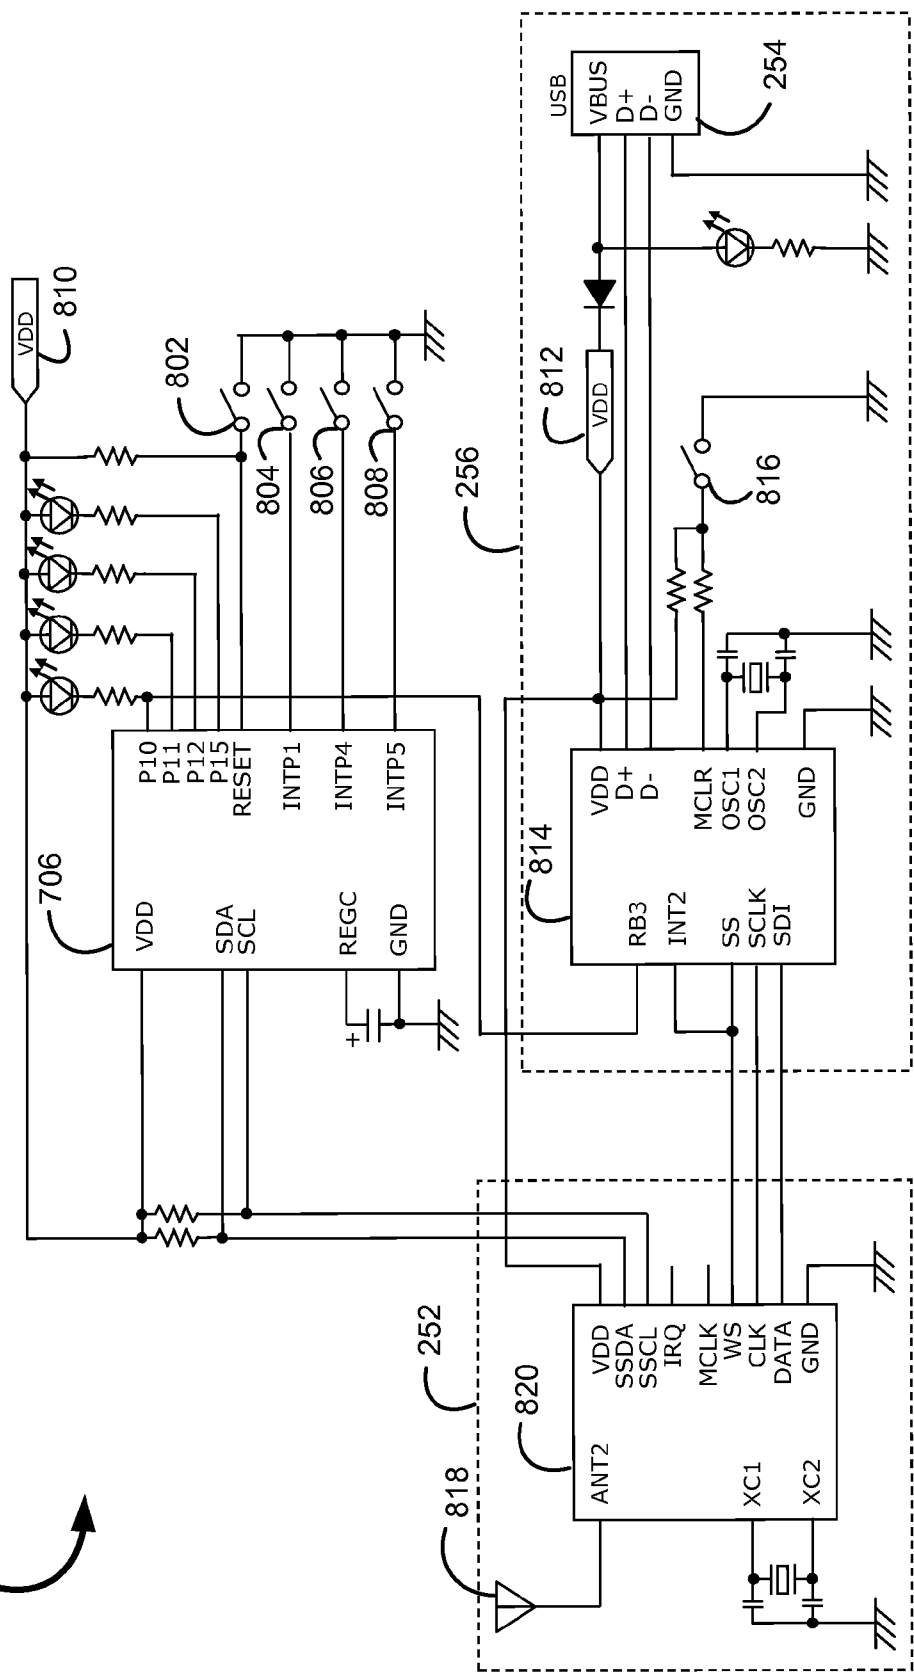 VDD
810
706
VDD
SDA
SCL
REGC
GND
P10
P11
P12
P15
RESET
INTP1
INTP4
INTP5
802
804
806
808
256
USB
VBUS
D+
D-
GND
254
812
VDD
816
814
RB3
INT2
SS
SCLK
SDI
VDD
D+
D-
MCLR
OSC1
OSC2
GND
+
252
818
820
ANT2
XC1
XC2
VDD
SSDA
SSCL
IRQ
MCLK
WS
CLK
DATA
GND